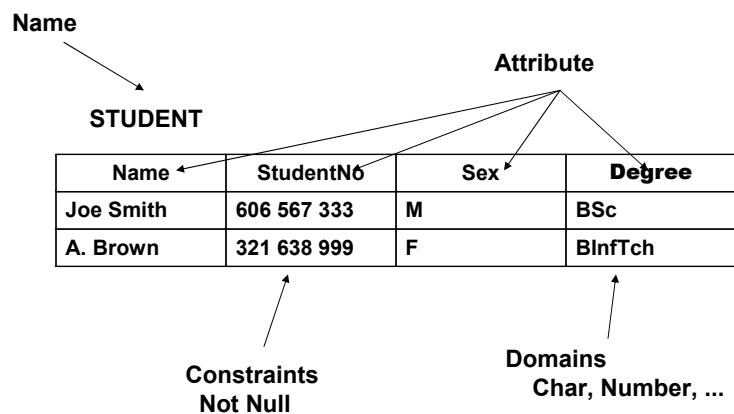 Name
Attribute
STUDENT
Name StudentNo Sex Degree
Joe Smith 606 567 333 M BSc
A. Brown 321 638 999 F BInfTch
Constraints
Not Null
Domains
Char, Number, ...